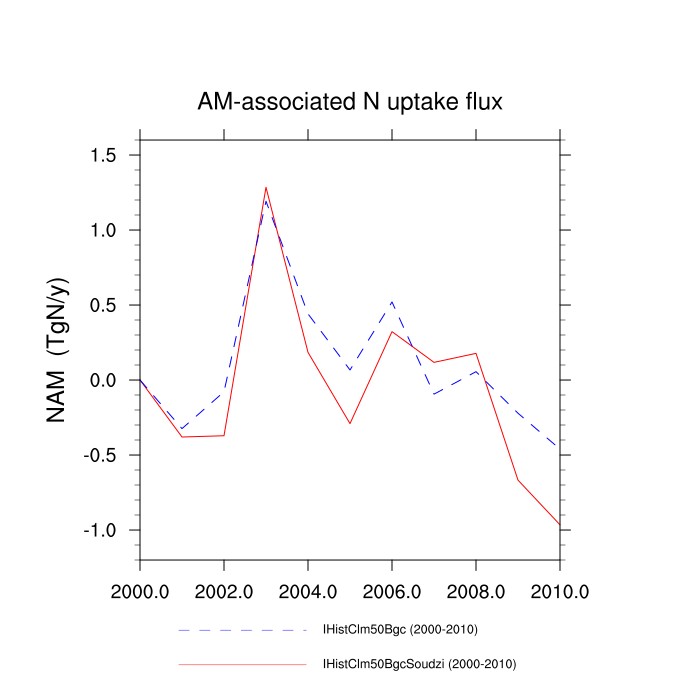 AM-associated N uptake flux
NAM (TgN/y)
1.5
1.0
0.5
0.0
-0.5
-1.0
2000.0 2002.0 2004.0 2006.0 2008.0 2010.0
IHistClm50Bgc (2000-2010)
IHistClm50BgcSoudzi (2000-2010)